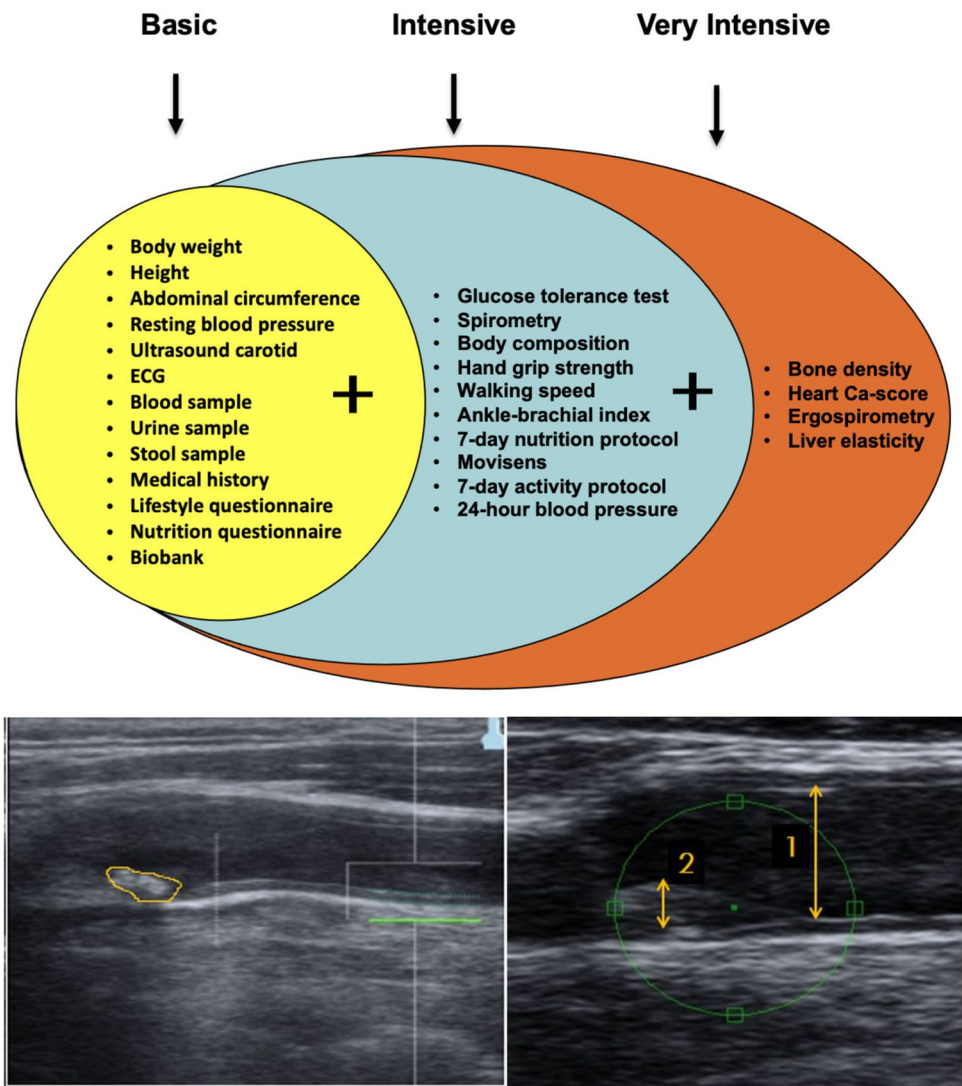 Basic
Intensive
Very Intensive
• Body weight
• Height
• Abdominal circumference
• Resting blood pressure
• Ultrasound carotid
• ECG
• Blood sample
• Urine sample
• Stool sample
• Medical history
• Lifestyle questionnaire
• Nutrition questionnaire
• Biobank
+
• Glucose tolerance test
• Spirometry
• Body composition
• Hand grip strength
• Walking speed
• Ankle-brachial index
• 7-day nutrition protocol
• Movisens
• 7-day activity protocol
• 24-hour blood pressure
+
• Bone density
• Heart Ca-score
• Ergospirometry
• Liver elasticity
2
1